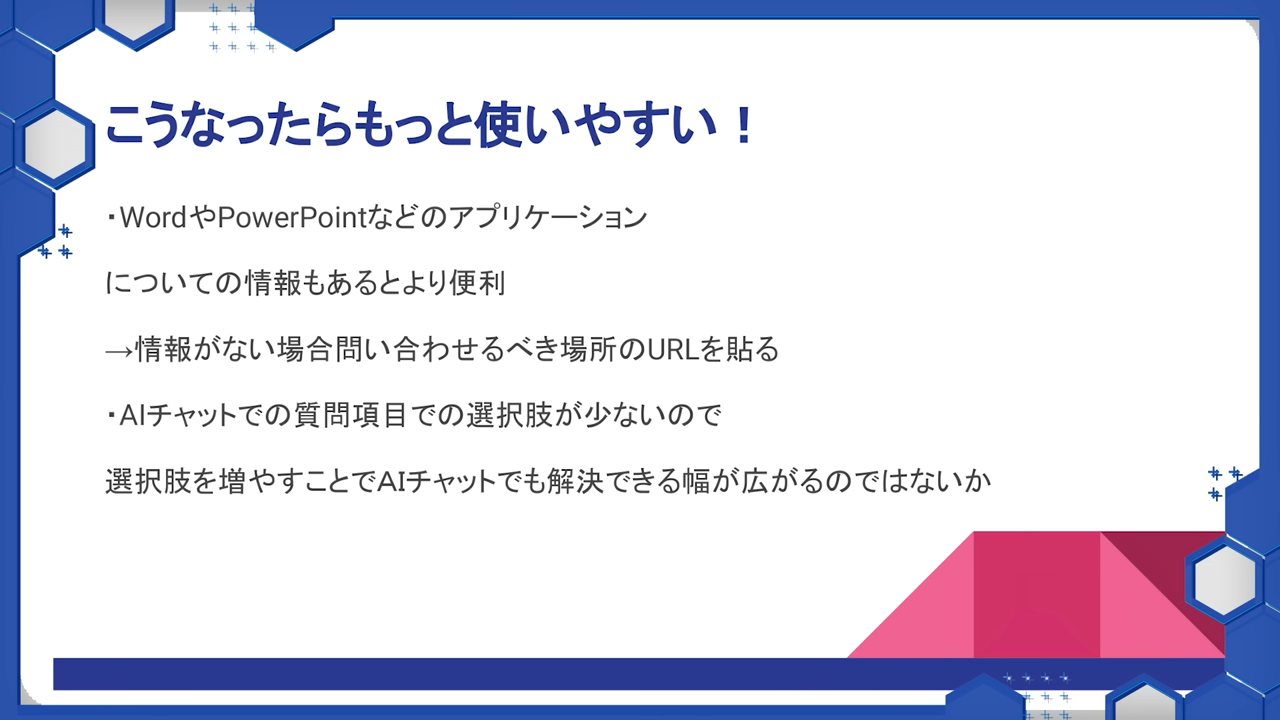 こうなったらもっと使いやすい！
・WordやPowerPointなどのアプリケーション
についての情報もあるとより便利
→情報がない場合問い合わせるべき場所のURLを貼る
・AIチャットでの質問項目での選択肢が少ないので
選択肢を増やすことでAIチャットでも解決できる幅が広がるのではないか